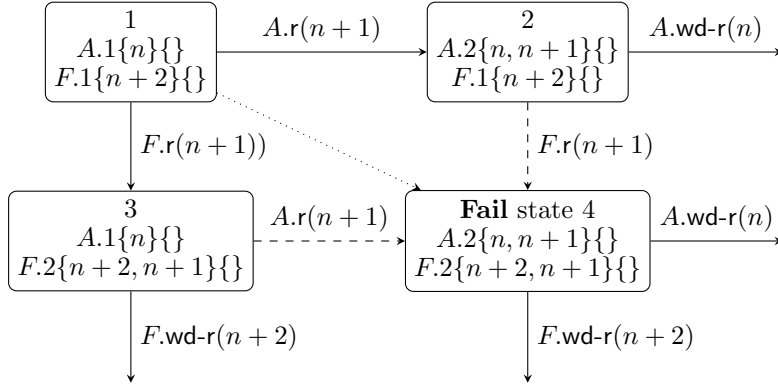 1
A.1{n}{}
F.1{n+2}{}
A.r(n+1)
2
A.2{n,n+1}{}
F.1{n+2}{}
A.wd-r(n)
F.r(n+1))
F.r(n+1)
3
A.1{n}{}
F.2{n+2,n+1}{}
A.r(n+1)
Fail state 4
A.2{n,n+1}{}
F.2{n+2,n+1}{}
A.wd-r(n)
F.wd-r(n+2)
F.wd-r(n+2)